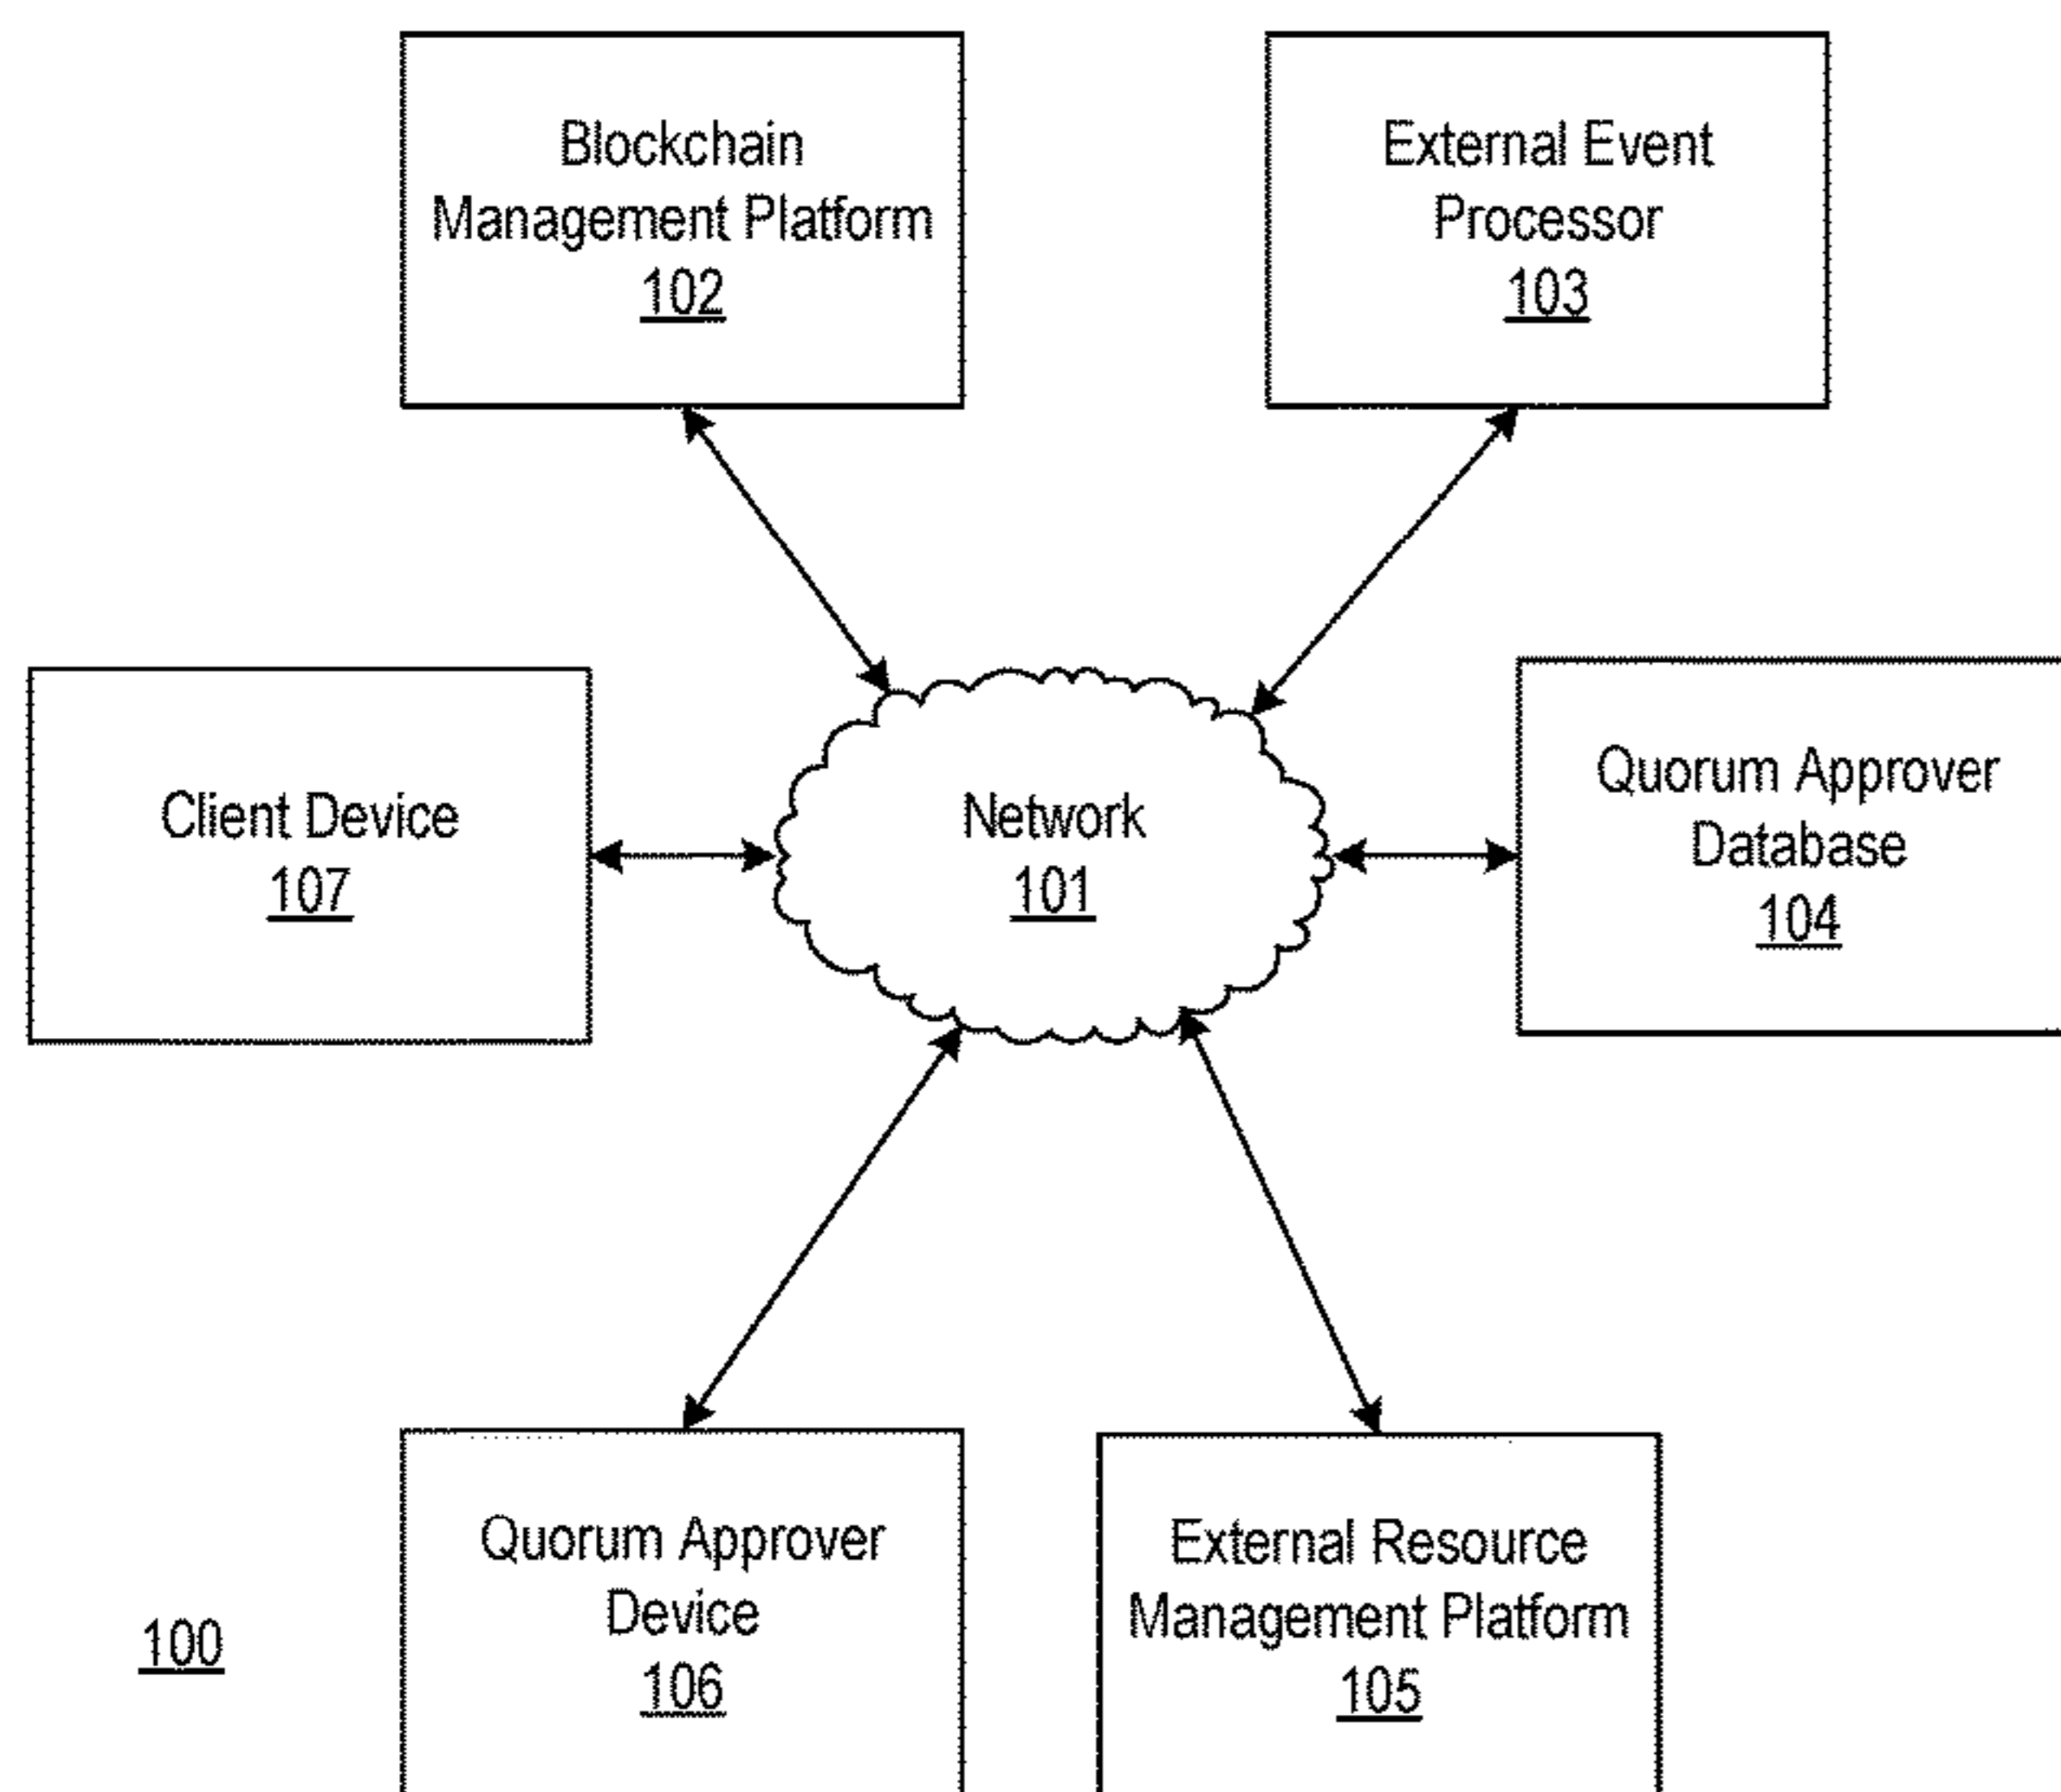 Blockchain
Management Platform
102
External Event
Processor
103
Client Device
107
Network
101
Quorum Approver
Database
104
Quorum Approver
Device
106
External Resource
Management Platform
105
100